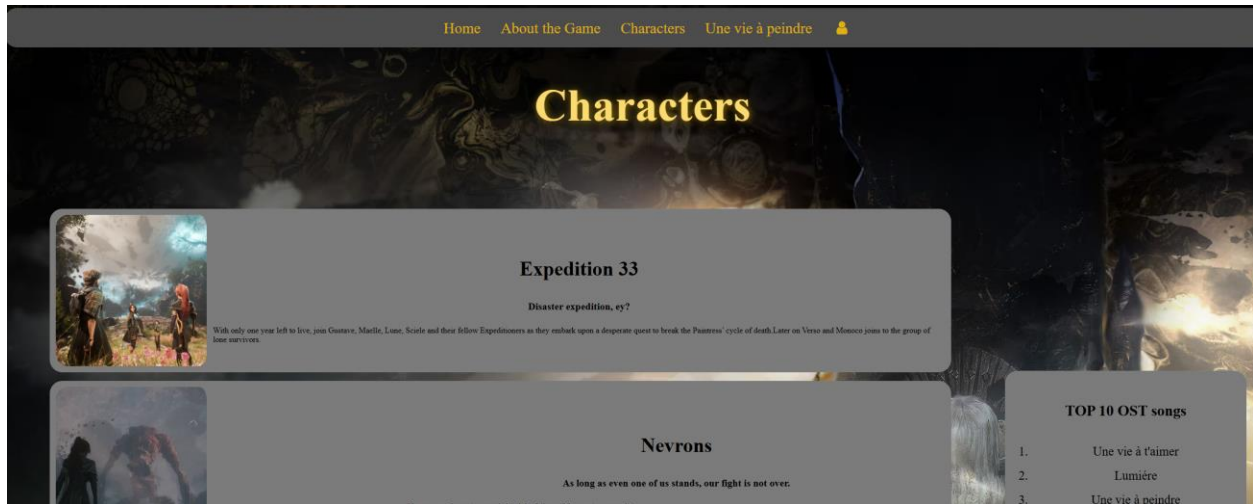 Home About the Game Characters Une vie à peindre
Characters
Expedition 33
Disaster expedition, ey?
With only one year left to live, join Gustave, Maelle, Lune, Sciele and their fellow Expeditioners as they embark upon a desperate quest to break the Paintress' cycle of death.Later on Verso and Monoco joins to the group of
lone survivors.
Nevrons
As long as even one of us stands, our fight is not over.
TOP 10 OST songs
1. Une vie à t'aimer
2. Lumière
3. Une vie à peindre